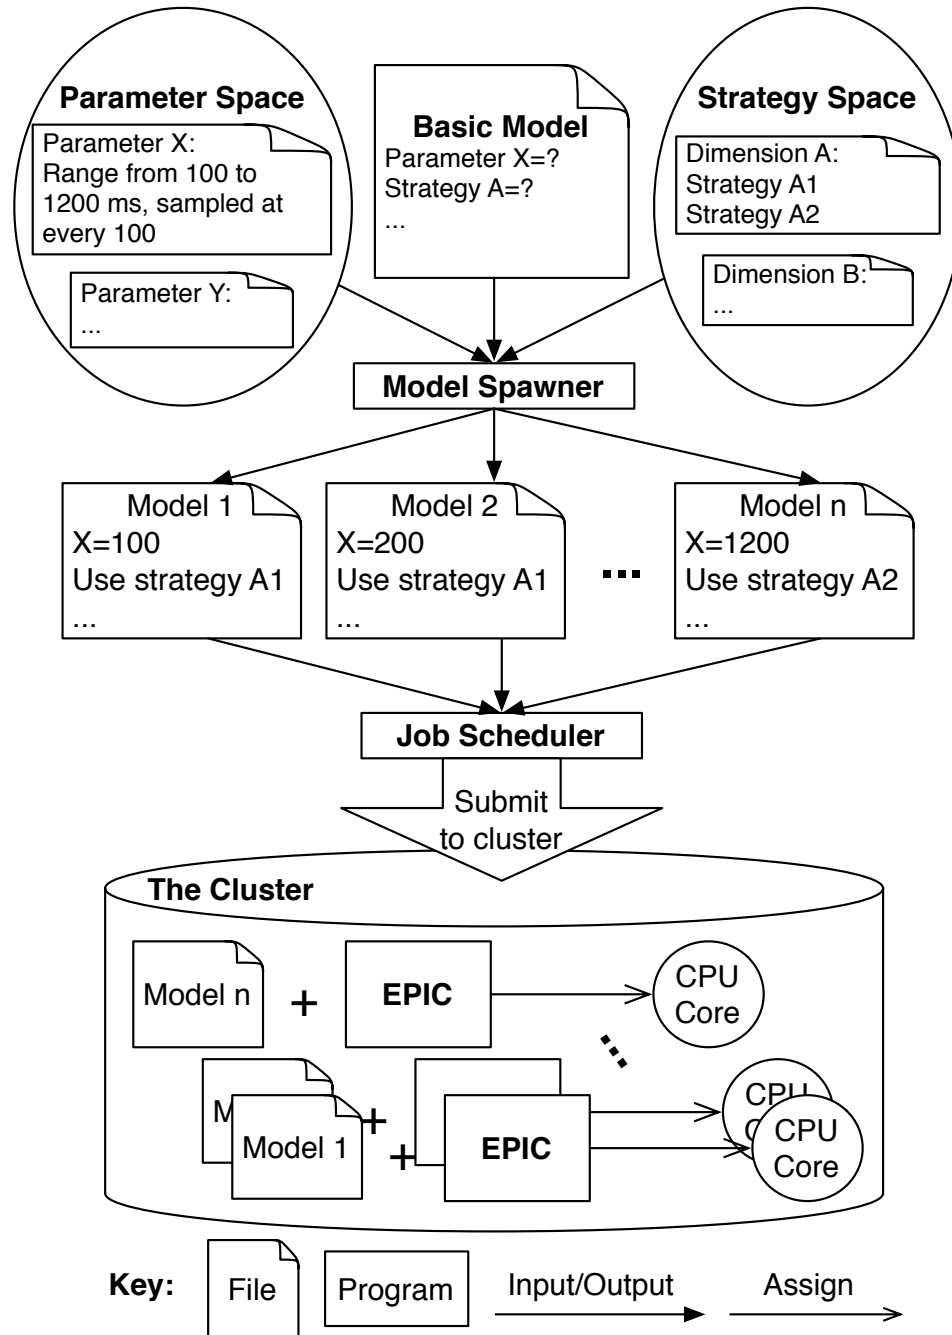 Parameter Space
Parameter X:
Range from 100 to
1200 ms, sampled at
every 100
Parameter Y:
...
Basic Model
Parameter X=?
Strategy A=?
...
Strategy Space
Dimension A:
Strategy A1
Strategy A2
Dimension B:
...
Model Spawner
Model 1
X=100
Use strategy A1
...
Model 2
X=200
Use strategy A1
...
...
Model n
X=1200
Use strategy A2
...
Job Scheduler
Submit
to cluster
The Cluster
Model n
+
EPIC
CPU
Core
...
+
CPU
Model 1
+
EPIC
CPU
Core
Key:
File
Program
Input/Output
Assign